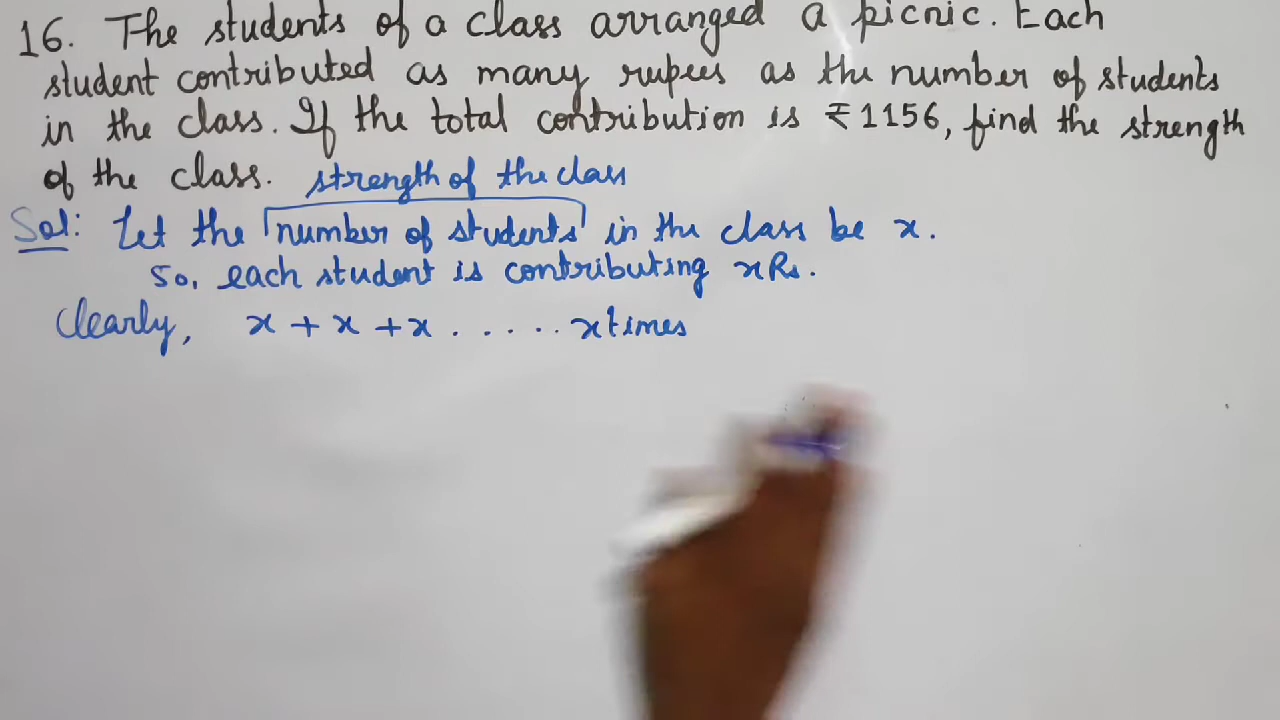 16. The students of a class arranged a picnic. Each
student contributed as many rupees as the number of students
in the class. If the total contribution is ₹1156, find the strength
of the class. strength of the class
Sol: Let the number of students in the class be x.
So, each student is contributing x Rs.
Clearly, x + x + x . . . . . x times